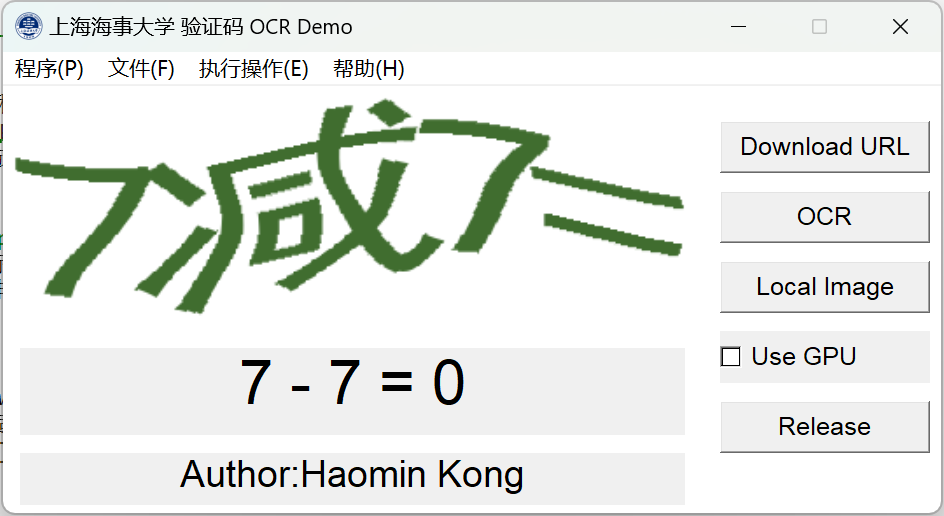 上海海事大学 验证码 OCR Demo
程序(P) 文件(F) 执行操作(E) 帮助(H)
7减7=
Download URL
OCR
Local Image
Use GPU
Release
7 - 7 = 0
Author:Haomin Kong